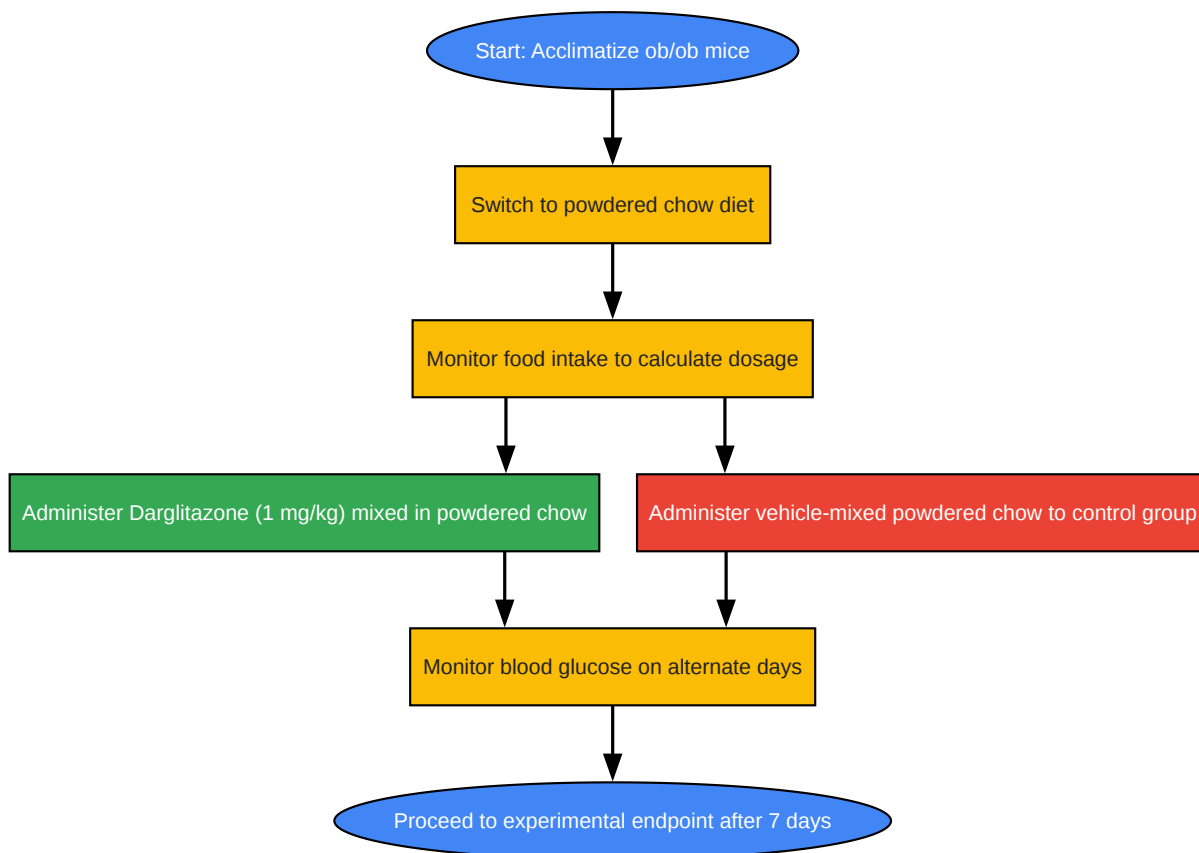 Start: Acclimatize ob/ob mice
Switch to powdered chow diet
Monitor food intake to calculate dosage
Administer Darglitazone (1 mg/kg) mixed in powdered chow
Administer vehicle-mixed powdered chow to control group
Monitor blood glucose on alternate days
Proceed to experimental endpoint after 7 days